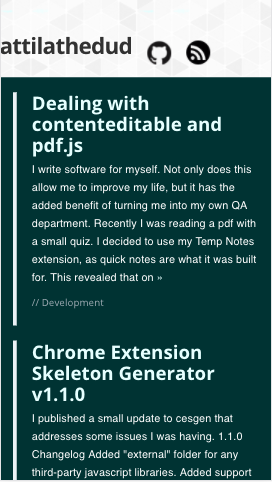 attilathedud
Dealing with
contenteditable and
pdf.js
I write software for myself. Not only does this
allow me to improve my life, but it has the
added benefit of turning me into my own QA
department. Recently I was reading a pdf with
a small quiz. I decided to use my Temp Notes
extension, as quick notes are what it was built
for. This revealed that on »
// Development
Chrome Extension
Skeleton Generator
v1.1.0
I published a small update to cesgen that
addresses some issues I was having. 1.1.0
Changelog Added "external" folder for any
third-party javascript libraries. Added support